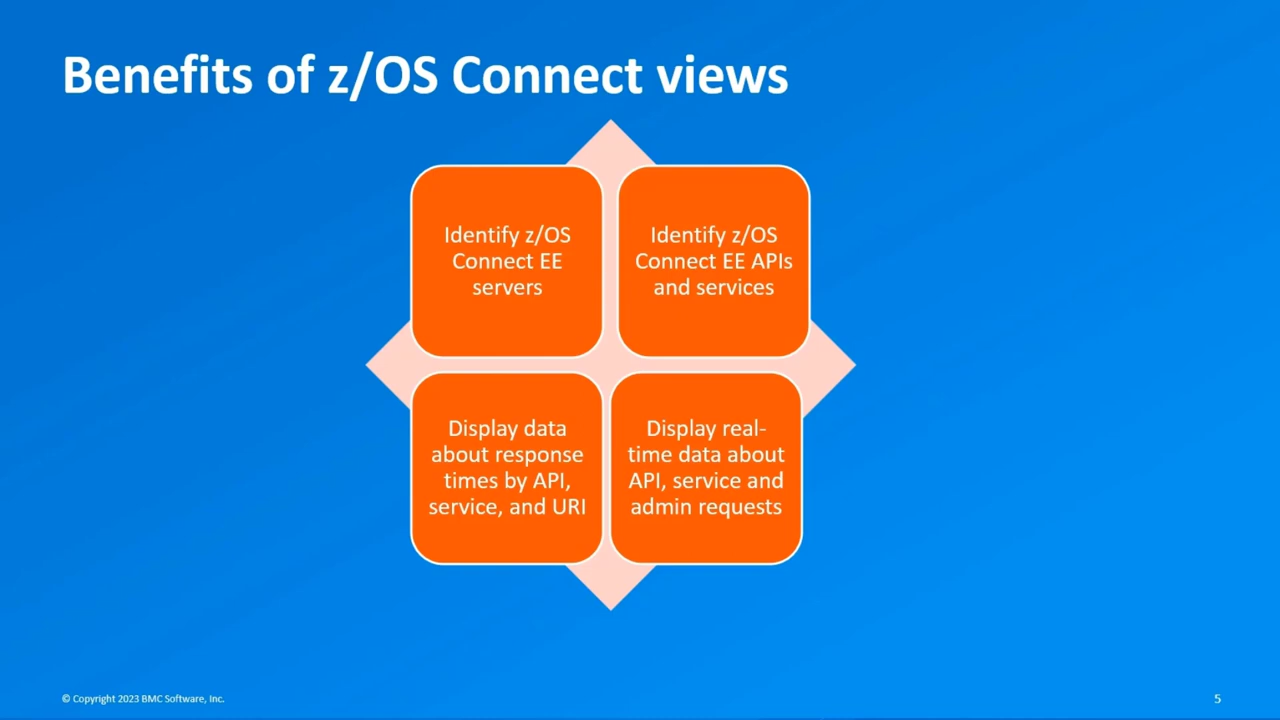 Benefits of z/OS Connect views
Identify z/OS
Connect EE
servers
Identify z/OS
Connect EE APIs
and services
Display data
about response
times by API,
service, and URI
Display real-
time data about
API, service and
admin requests
© Copyright 2023 BMC Software, Inc.
5